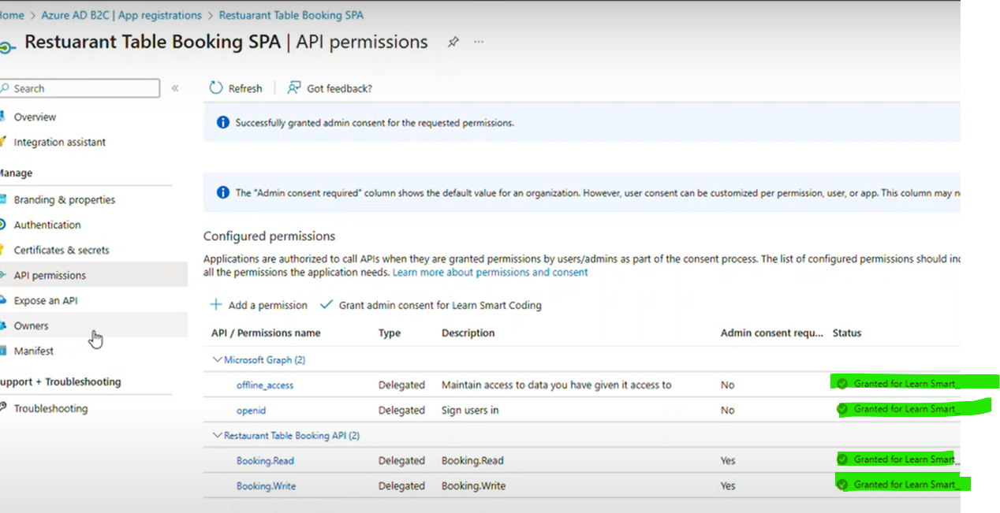 Home > Azure AD B2C | App registrations > Restuarant Table Booking SPA
Restuarant Table Booking SPA | API permissions
Search
Refresh
Got feedback?
Overview
Integration assistant
Manage
Branding & properties
Authentication
Certificates & secrets
API permissions
Expose an API
Owners
Manifest
Support + Troubleshooting
Troubleshooting
Successfully granted admin consent for the requested permissions.
The "Admin consent required" column shows the default value for an organization. However, user consent can be customized per permission, user, or app. This column may n
Configured permissions
Applications are authorized to call APIs when they are granted permissions by users/admins as part of the consent process. The list of configured permissions should inc
all the permissions the application needs. Learn more about permissions and consent
Add a permission
Grant admin consent for Learn Smart Coding
API / Permissions name Type Description Admin consent requ... Status
Microsoft Graph (2)
offline_access Delegated Maintain access to data you have given it access to No Granted for Learn Smart_
openid Delegated Sign users in No Granted for Learn Smart_
Restaurant Table Booking API (2)
Booking.Read Delegated Booking.Read Yes Granted for Learn Smart_
Booking.Write Delegated Booking.Write Yes Granted for Learn Smart_